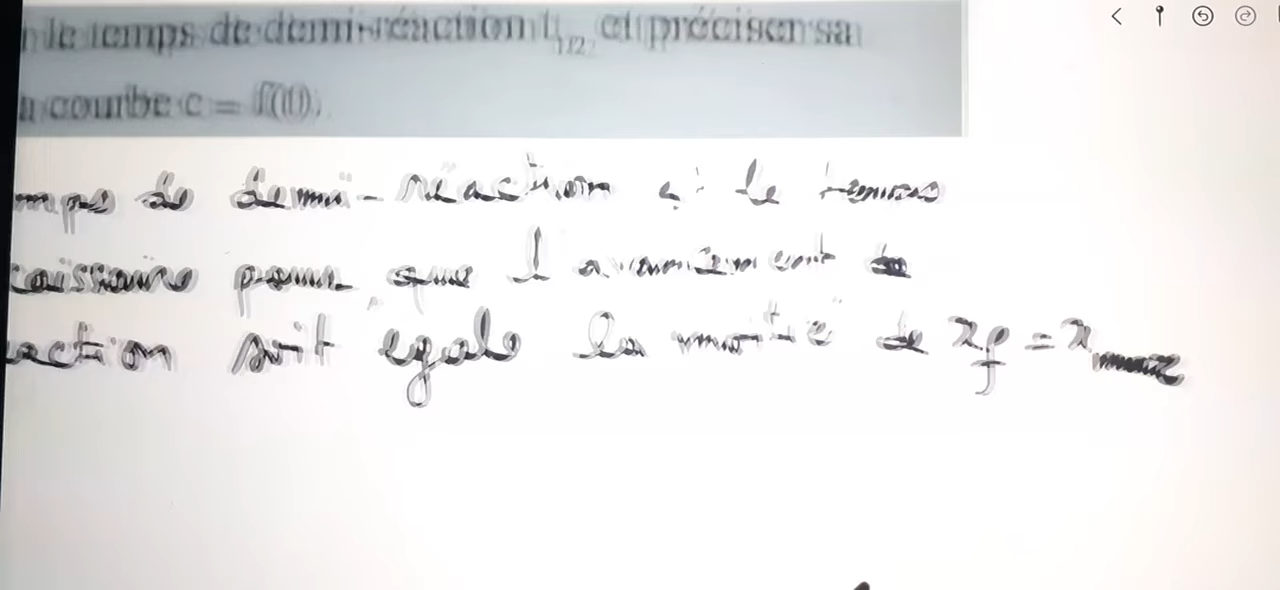 le temps de demi-réaction t1/2, et préciser sa
courbe c = f(t).
mps de demi-réaction le temps
caissaire pour que l'avancement de
action soit égale la moitié de xf = xmax